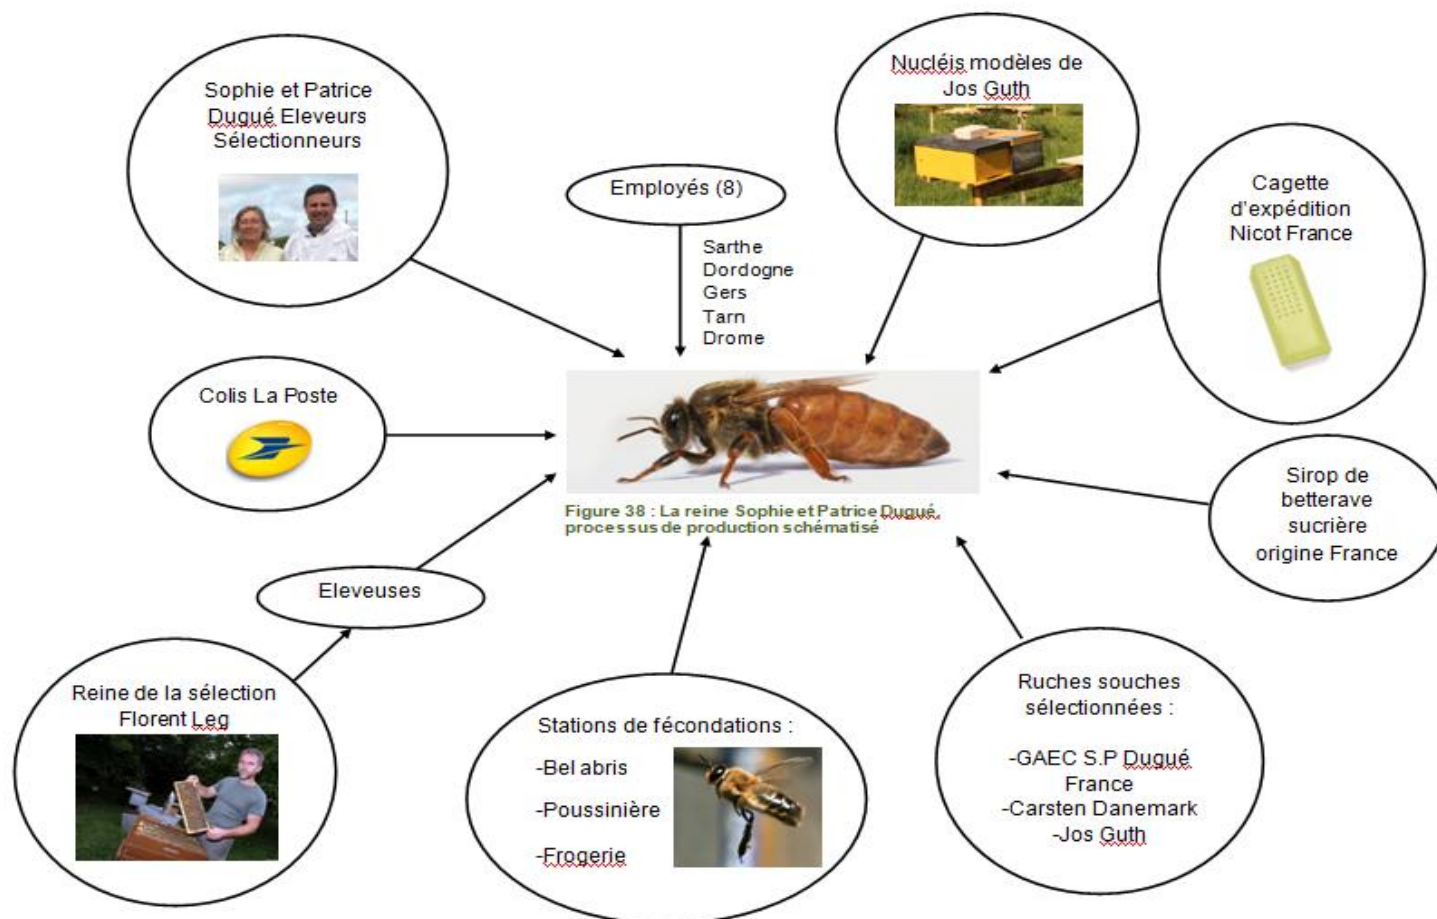 Sophie et Patrice
Dugué Eleveurs
Sélectionneurs
Employés (8)
Sarthe
Dordogne
Gers
Tarn
Drome
Nucléis modèles de
Jos Guth
Cagette
d'expédition
Nicot France
Colis La Poste
Figure 38 : La reine Sophie et Patrice Dugué,
processus de production schématisé
Sirop de
betterave
sucrière
origine France
Eleveuses
Reine de la sélection
Florent Leg
Stations de fécondations :
-Bel abris
-Poussinière
-Frogerie
Ruches souches
sélectionnées :
-GAEC S.P Dugué
France
-Carsten Danemark
-Jos Guth